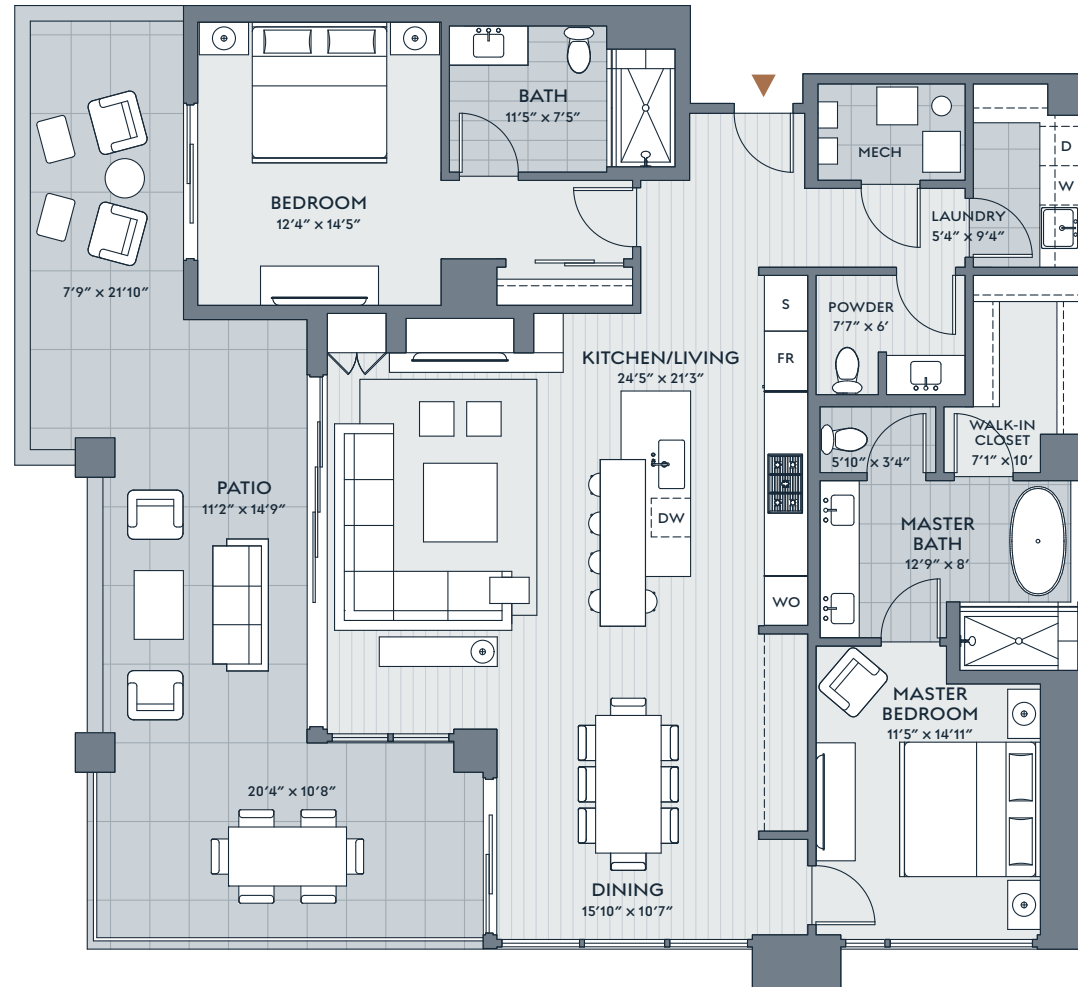 BATH
11′5″ x 7′5″
MECH
D
W
BEDROOM
12′4″ x 14′5″
LAUNDRY
5′4″ x 9′4″
7′9″ x 21′10″
S
POWDER
7′7″ x 6′
KITCHEN/LIVING
24′5″ x 21′3″
FR
WALK-IN
CLOSET
7′1″ x 10′
5′10″ x 3′4″
PATIO
11′2″ x 14′9″
DW
MASTER
BATH
12′9″ x 8′
WO
MASTER
BEDROOM
11′5″ x 14′11″
20′4″ x 10′8″
DINING
15′10″ x 10′7″